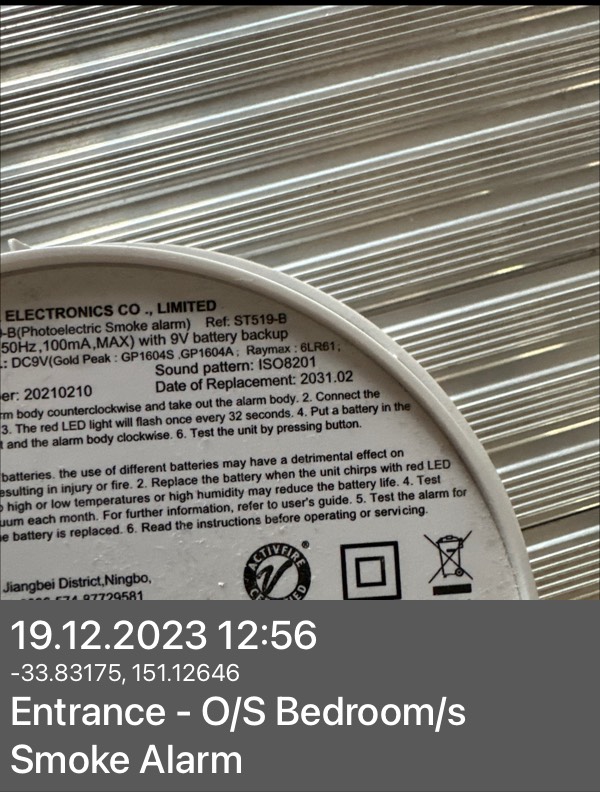 ELECTRONICS CO ., LIMITED
-B(Photoelectric Smoke alarm) Ref: ST519-B
50Hz,100mA,MAX) with 9V battery backup
: DC9V(Gold Peak : GP1604S ,GP1604A, Raymax : 6LR61,
Sound pattern: ISO8201
er: 20210210 Date of Replacement: 2031.02
rm body counterclockwise and take out the alarm body. 2. Connect the
3. The red LED light will flash once every 32 seconds. 4. Put a battery in the
t and the alarm body clockwise. 6. Test the unit by pressing button.
batteries. the use of different batteries may have a detrimental effect on
esulting in injury or fire. 2. Replace the battery when the unit chirps with red LED
high or low temperatures or high humidity may reduce the battery life. 4. Test
uum each month. For further information, refer to user's guide. 5. Test the alarm for
e battery is replaced. 6. Read the instructions before operating or servicing.
ACTIVFIRE ®
Jiangbei District,Ningbo,
19.12.2023 12:56
-33.83175, 151.12646
Entrance - O/S Bedroom/s
Smoke Alarm